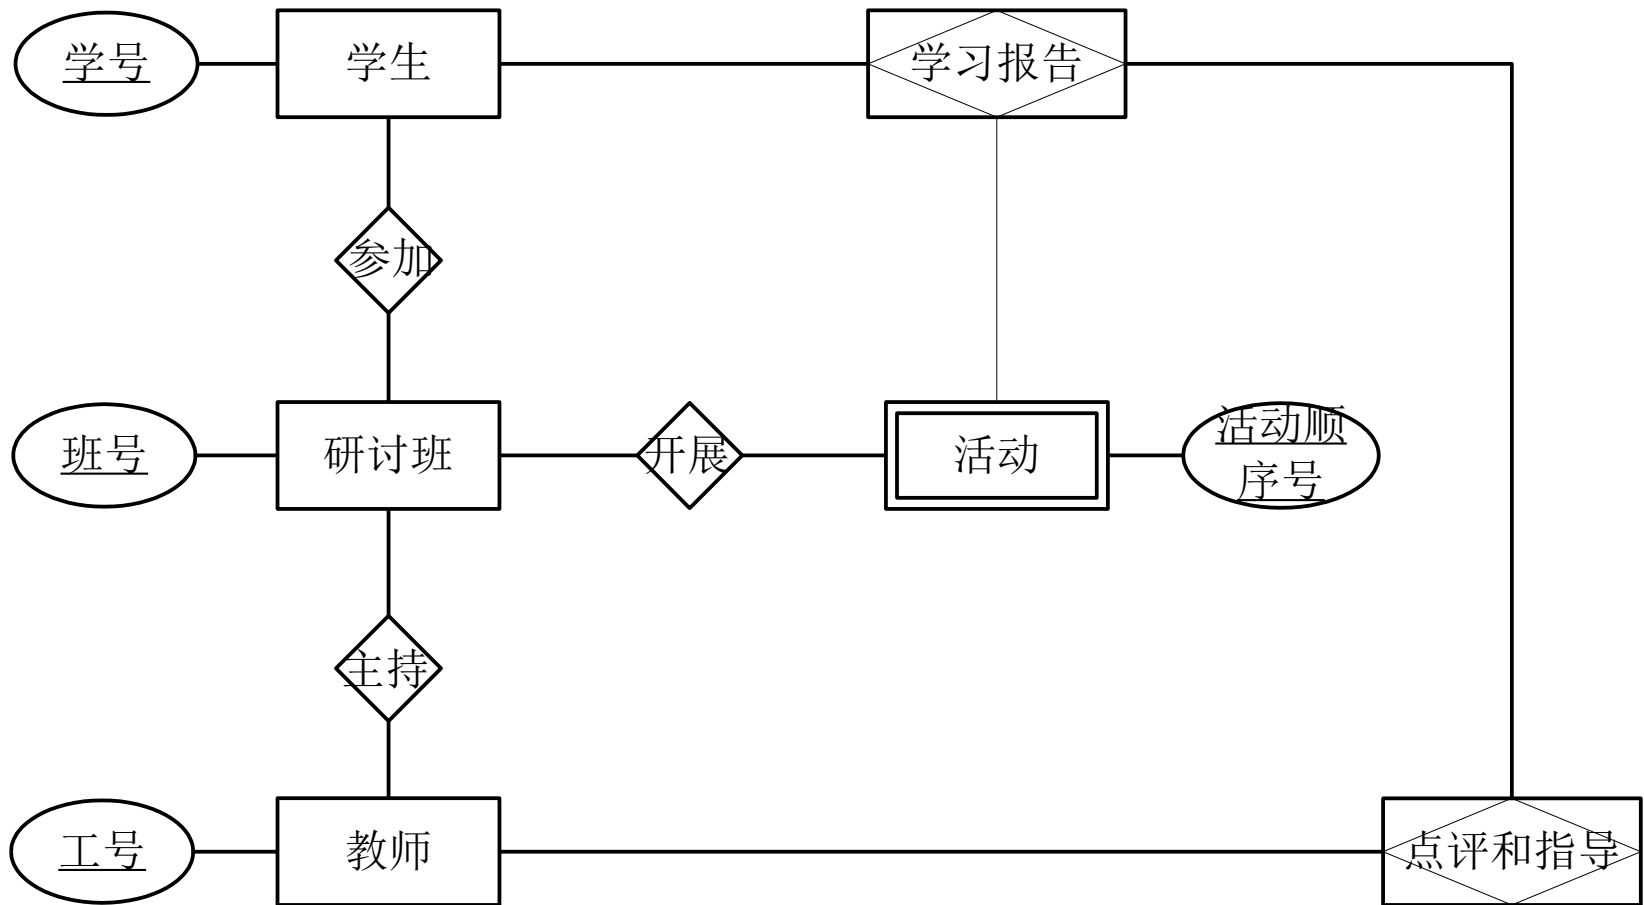 学号
学生
学习报告
参加
班号
研讨班
开展
活动
活动顺
序号
主持
工号
教师
点评和指导